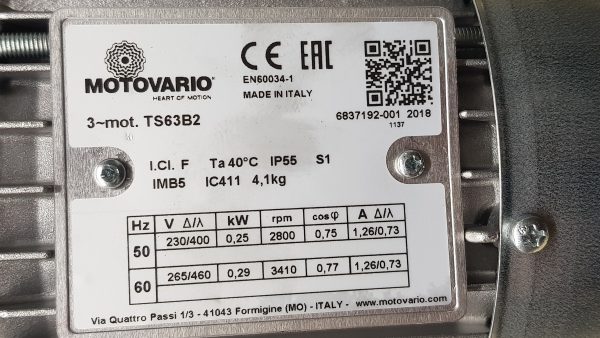 MOTOVARIO®
HEART OF MOTION
CE EAC
EN60034-1
MADE IN ITALY
6837192-001 2018
1137
3~mot. TS63B2
I.Cl. F Ta 40°C IP55 S1
IMB5 IC411 4,1kg
Hz V Δ/⅄ kW rpm cosφ A Δ/⅄
50 230/400 0,25 2800 0,75 1,26/0,73
60 265/460 0,29 3410 0,77 1,26/0,73
Via Quattro Passi 1/3 - 41043 Formigine (MO) - ITALY - www.motovario.com